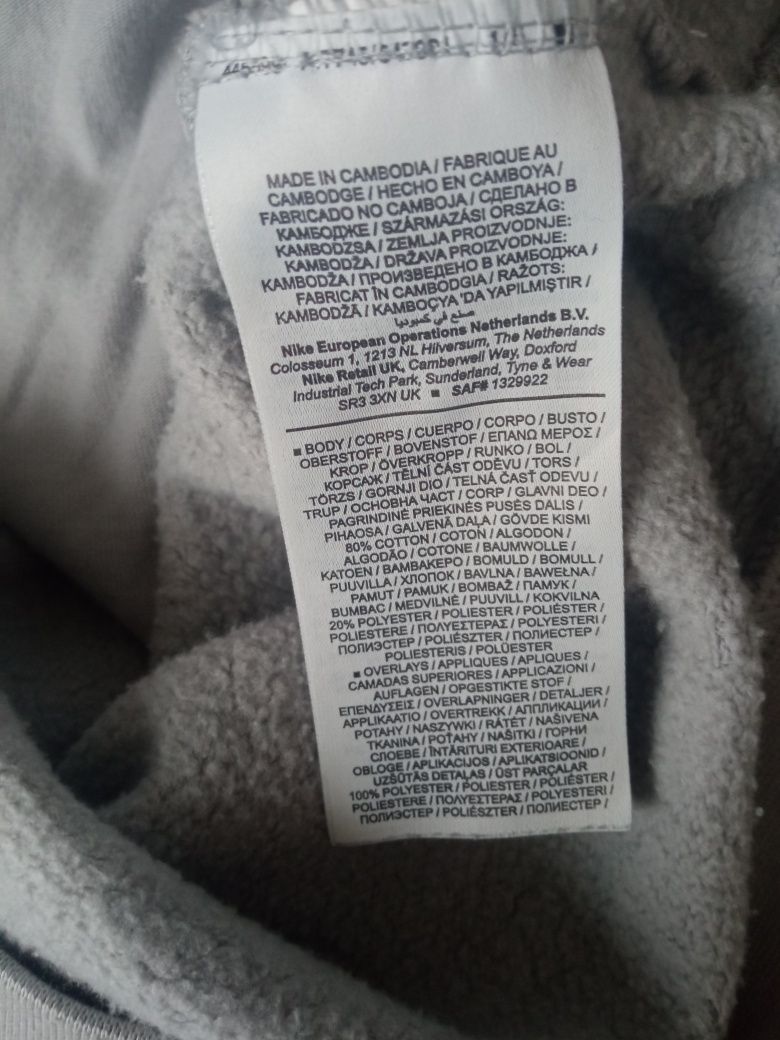 MADE IN CAMBODIA / FABRIQUE AU
CAMBODGE / HECHO EN CAMBOYA /
FABRICADO NO CAMBOJA / СДЕЛАНО В
КАМБОДЖЕ / SZÁRMAZÁSI ORSZÁG:
KAMBODZSA / ZEMLJA PROIZVODNJE:
KAMBODŽA / DRŽAVA PROIZVODNJE:
KAMBODŽA / ПРОИЗВЕДЕНО В КАМБОДЖА /
FABRICAT ÎN CAMBODGIA / RAŽOTS:
KAMBODŽĀ / KAMBOÇYA 'DA YAPILMIŞTIR /
صنع في كمبوديا
Nike European Operations Netherlands B.V.
Colosseum 1, 1213 NL Hilversum, The Netherlands
Nike Retail UK, Camberwell Way, Doxford
Industrial Tech Park, Sunderland, Tyne & Wear
SR3 3XN UK ■ SAF# 1329922
■ BODY / CORPS / CUERPO / CORPO / BUSTO /
OBERSTOFF / BOVENSTOF / ΕΠΑΝΩ ΜΕΡΟΣ /
KROP / ÖVERKROPP / RUNKO / BOL /
КОРСАЖ / TĚLNÍ ČÁST ODĚVU / TORS /
TÖRZS / GORNJI DIO / TELNÁ ČASŤ ODEVU /
TRUP / ОСНОВНА ЧАСТ / CORP / GLAVNI DEO /
PAGRINDINĖ PRIEKINĖS PUSĖS DALIS /
PIHAOSA / GALVENĀ DAĻA / GÖVDE KISMI
80% COTTON / COTON / ALGODÓN /
ALGODÃO / COTONE / BAUMWOLLE /
KATOEN / ΒΑΜΒΑΚΕΡΟ / BOMULD / BOMULL /
PUUVILLA / ХЛОПОК / BAVLNA / BAWEŁNA /
PAMUT / PAMUK / BOMBAŽ / ПАМУК /
BUMBAC / MEDVILNĖ / PUUVILL / KOKVILNA
20% POLYESTER / POLIESTER / POLIÉSTER /
POLIESTERE / ΠΟΛΥΕΣΤΕΡΑΣ / POLYESTERI /
ПОЛИЭСТЕР / POLIÉSZTER / ПОЛИЕСТЕР /
POLIESTERIS / POLÜESTER
■ OVERLAYS / APPLIQUES / APLIQUES /
CAMADAS SUPERIORES / APPLICAZIONI /
AUFLAGEN / OPGESTIKTE STOF /
ΕΠΕΝΔΥΣΕΙΣ / OVERLAPNINGER / DETALJER /
APPLIKAATIO / OVERTREKK / АППЛИКАЦИИ /
POTAHY / NASZYWKI / RÁTÉT / NAŠIVENA
TKANINA / POŤAHY / NAŠITKI / ГОРНИ
СЛОЕВЕ / ÎNTĂRITURI EXTERIOARE /
OBLOGE / APLIKACIJOS / APLIKATSIOONID /
UZŠŪTĀS DETAĻAS / ÜST PARÇALAR
100% POLYESTER / POLIESTER / POLIÉSTER /
POLIESTERE / ΠΟΛΥΕΣΤΕΡΑΣ / POLYESTERI /
ПОЛИЭСТЕР / POLIÉSZTER / ПОЛИЕСТЕР /